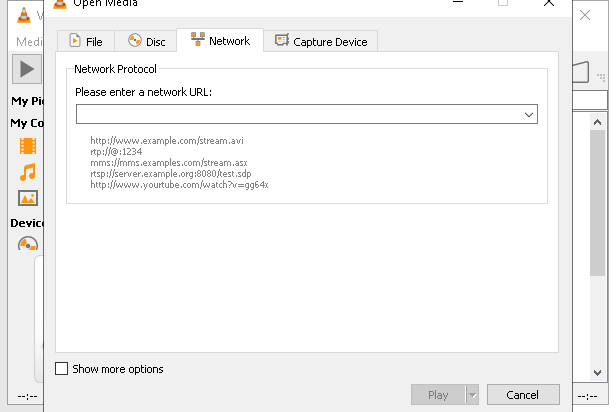 V
Open Media
Medi
File
Disc
Network
Capture Device
My Pi
My Co
Device
Network Protocol
Please enter a network URL:
http://www.example.com/stream.avi
rtp://@:1234
mms://mms.examples.com/stream.asx
rtsp://server.example.org:8080/test.sdp
http://www.yourtube.com/watch?v=gg64x
Show more options
Play
Cancel
--:--
--:--